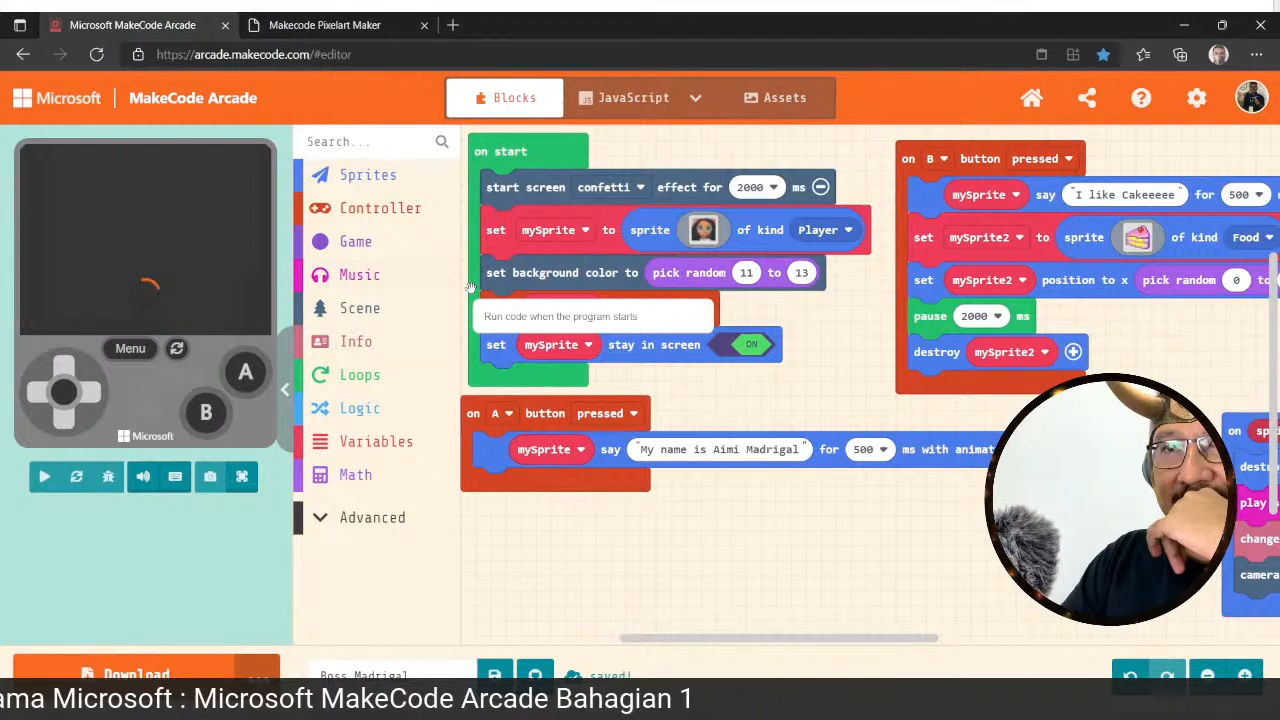 Microsoft MakeCode Arcade
Makecode Pixelart Maker
https://arcade.makecode.com/#editor
Microsoft
MakeCode Arcade
Blocks
JavaScript
Assets
Search...
Sprites
Controller
Game
Music
Scene
Info
Loops
Logic
Variables
Math
Advanced
Menu
A
B
Microsoft
on start
start screen confetti effect for 2000 ms
set mySprite to sprite of kind Player
set background color to pick random 11 to 13
Run code when the program starts
set mySprite stay in screen ON
on A button pressed
mySprite say "My name is Aimi Madrigal" for 500 ms with animat
on B button pressed
mySprite say "I like Cakeeeee" for 500
set mySprite2 to sprite of kind Food
set mySprite2 position to x pick random 0 to
pause 2000 ms
destroy mySprite2
on sp
destr
play
change
camera
Download
Boss Madrigal
saved!
ama Microsoft : Microsoft MakeCode Arcade Bahagian 1